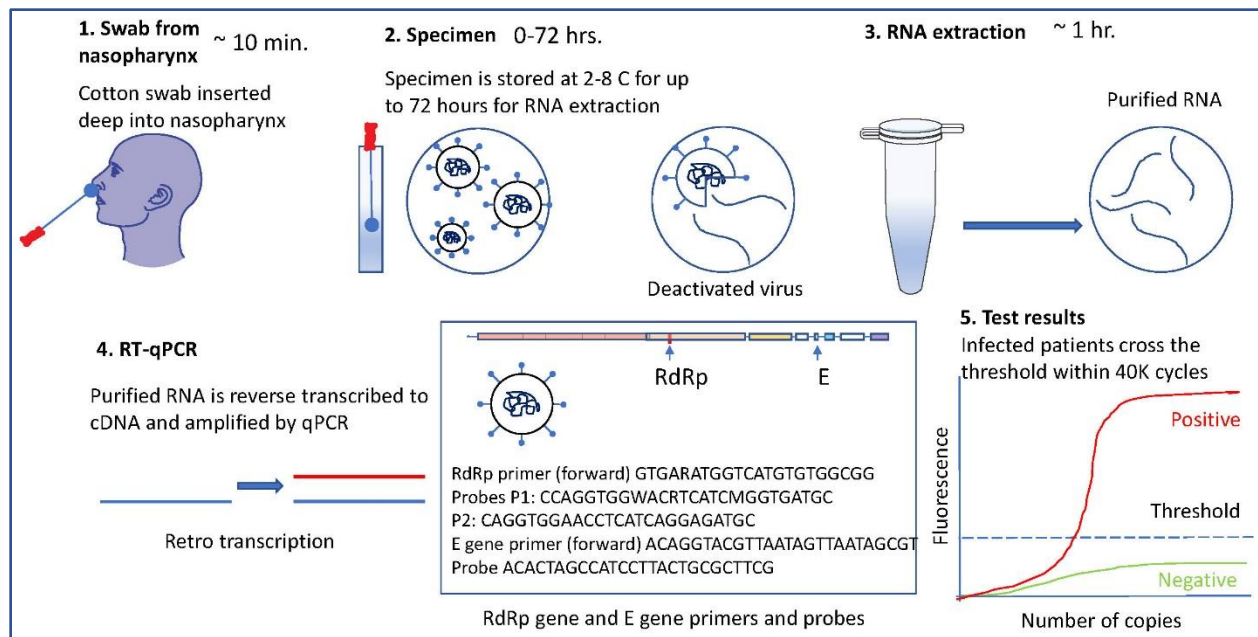 1. Swab from
nasopharynx
~ 10 min.
Cotton swab inserted
deep into nasopharynx
2. Specimen 0-72 hrs.
Specimen is stored at 2-8 C for up
to 72 hours for RNA extraction
Deactivated virus
3. RNA extraction ~ 1 hr.
Purified RNA
4. RT-qPCR
Purified RNA is reverse transcribed to
cDNA and amplified by qPCR
Retro transcription
RdRp
E
RdRp primer (forward) GTGARATGGTCATGTGTGGCGG
Probes P1: CCAGGTGGWACRTCATCMGGTGATGC
P2: CAGGTGGAACCTCATCAGGAGATGC
E gene primer (forward) ACAGGTACGTTAATAGTTAATAGCGT
Probe ACACTAGCCATCCTTACTGCGCTTCG
RdRp gene and E gene primers and probes
5. Test results
Infected patients cross the
threshold within 40K cycles
Positive
Threshold
Negative
Fluorescence
Number of copies